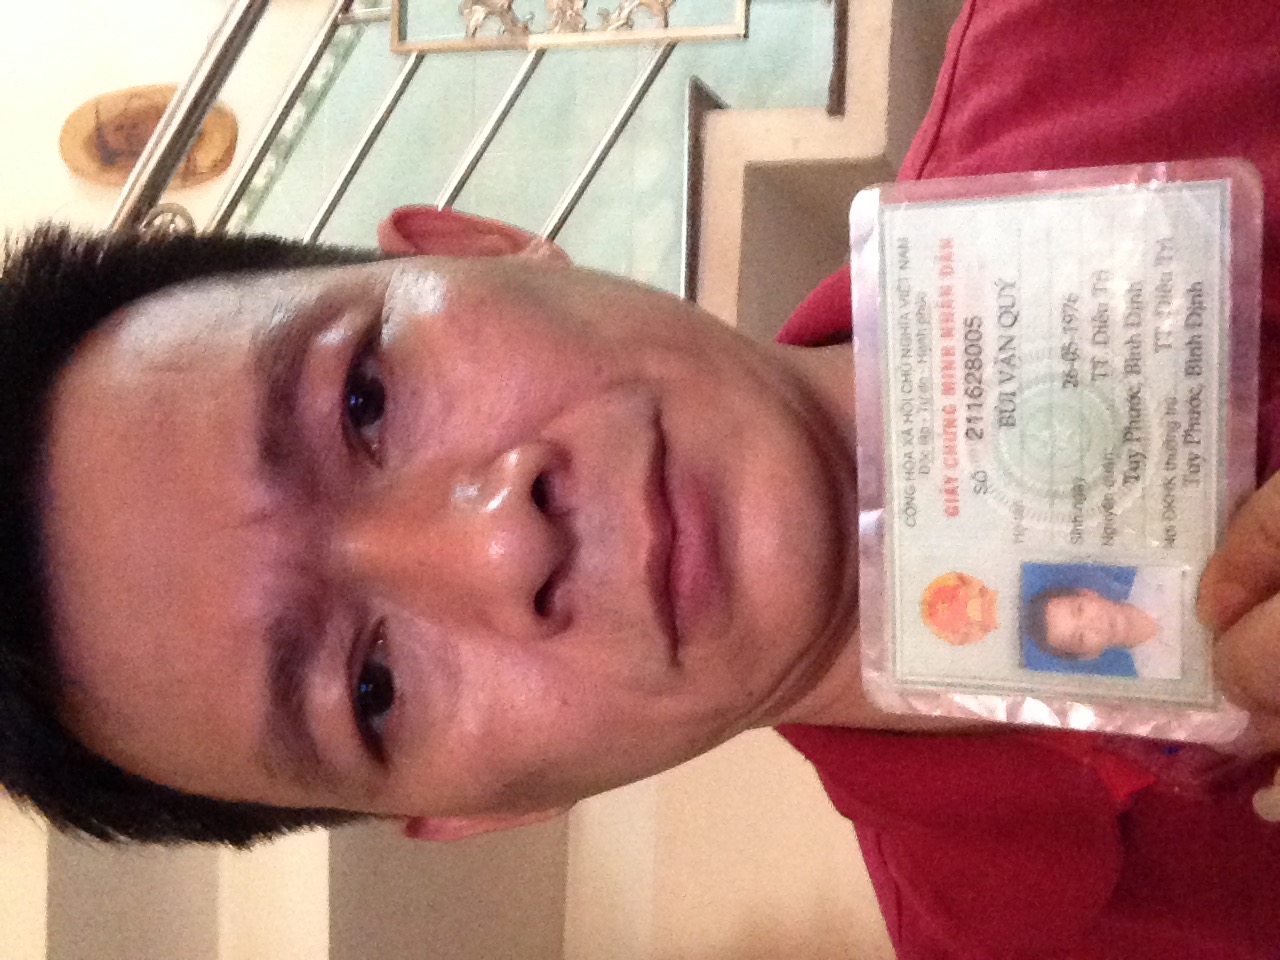 CỘNG HÒA XÃ HỘI CHỦ NGHĨA VIỆT NAM
Độc lập - Tự do - Hạnh phúc
GIẤY CHỨNG MINH NHÂN DÂN
SỐ 211628005
Họ tên BÙI VĂN QUÝ
Sinh ngày 26-05-1976
Nguyên quán: TT. Diêu Trì
Tuy Phước, Bình Định
Nơi ĐKHK thường trú: TT. Diêu Trì
Tuy Phước, Bình Định